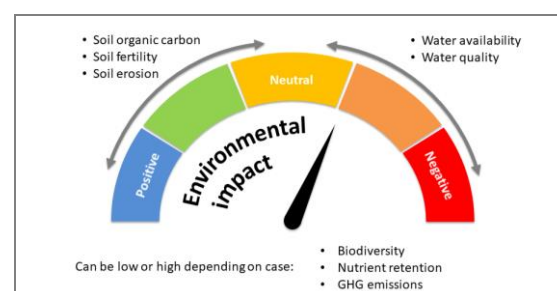 • Soil organic carbon
• Soil fertility
• Soil erosion
• Water availability
• Water quality
Positive
Neutral
Negative
Environmental
impact
Can be low or high depending on case:
• Biodiversity
• Nutrient retention
• GHG emissions